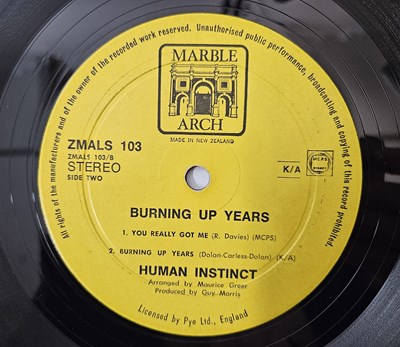 All rights of the manufacturers and of the owner of the recorded work reserved. Unauthorised public performance, broadcasting and copying of this record prohibited.
MARBLE
ARCH
MADE IN NEW ZEALAND
ZMALS 103
ZMALS 103/B
STEREO
SIDE TWO
K/A
MCPS
BURNING UP YEARS
1. YOU REALLY GOT ME (R. Davies) (MCPS)
2. BURNING UP YEARS (Dolan-Carless-Dolan) (K/A)
HUMAN INSTINCT
Arranged by Maurice Greer
Produced by Guy Morris
Licensed by Pye Ltd., England